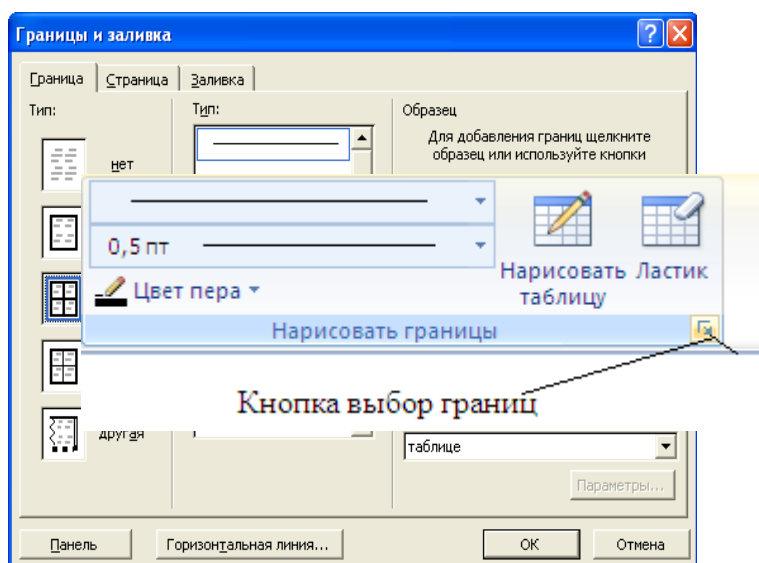 Границы и заливка
Граница Страница Заливка
Тип:
нет
Тип:
Образец
Для добавления границ щелкните
образец или используйте кнопки
0,5 пт
Цвет пера
Нарисовать таблицу
Ластик
Нарисовать границы
Кнопка выбор границ
другая
таблице
Параметры...
Панель Горизонтальная линия... ОК Отмена